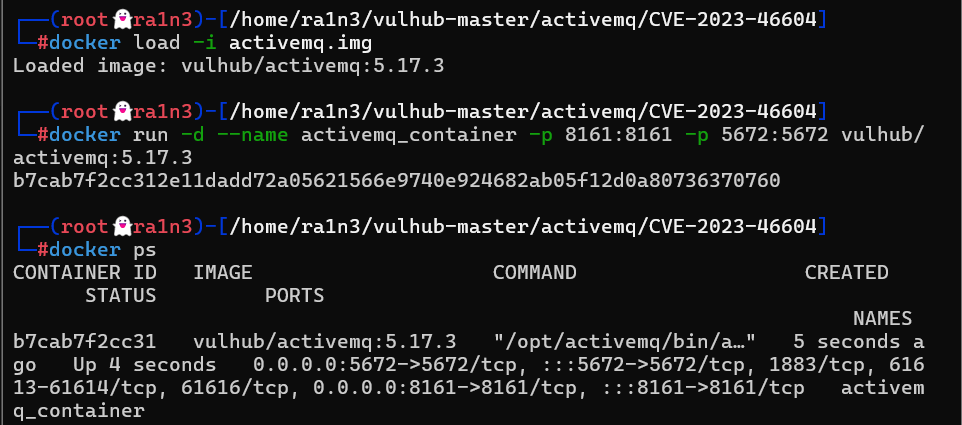 ┌──(root👻ra1n3)-[/home/ra1n3/vulhub-master/activemq/CVE-2023-46604]
└─#docker load -i activemq.img
Loaded image: vulhub/activemq:5.17.3
┌──(root👻ra1n3)-[/home/ra1n3/vulhub-master/activemq/CVE-2023-46604]
└─#docker run -d --name activemq_container -p 8161:8161 -p 5672:5672 vulhub/
activemq:5.17.3
b7cab7f2cc312e11dadd72a05621566e9740e924682ab05f12d0a80736370760
┌──(root👻ra1n3)-[/home/ra1n3/vulhub-master/activemq/CVE-2023-46604]
└─#docker ps
CONTAINER ID   IMAGE                    COMMAND                   CREATED
      STATUS         PORTS
                                                                      NAMES
b7cab7f2cc31   vulhub/activemq:5.17.3   "/opt/activemq/bin/a…"   5 seconds a
go   Up 4 seconds   0.0.0.0:5672->5672/tcp, :::5672->5672/tcp, 1883/tcp, 616
13-61614/tcp, 61616/tcp, 0.0.0.0:8161->8161/tcp, :::8161->8161/tcp   activem
q_container